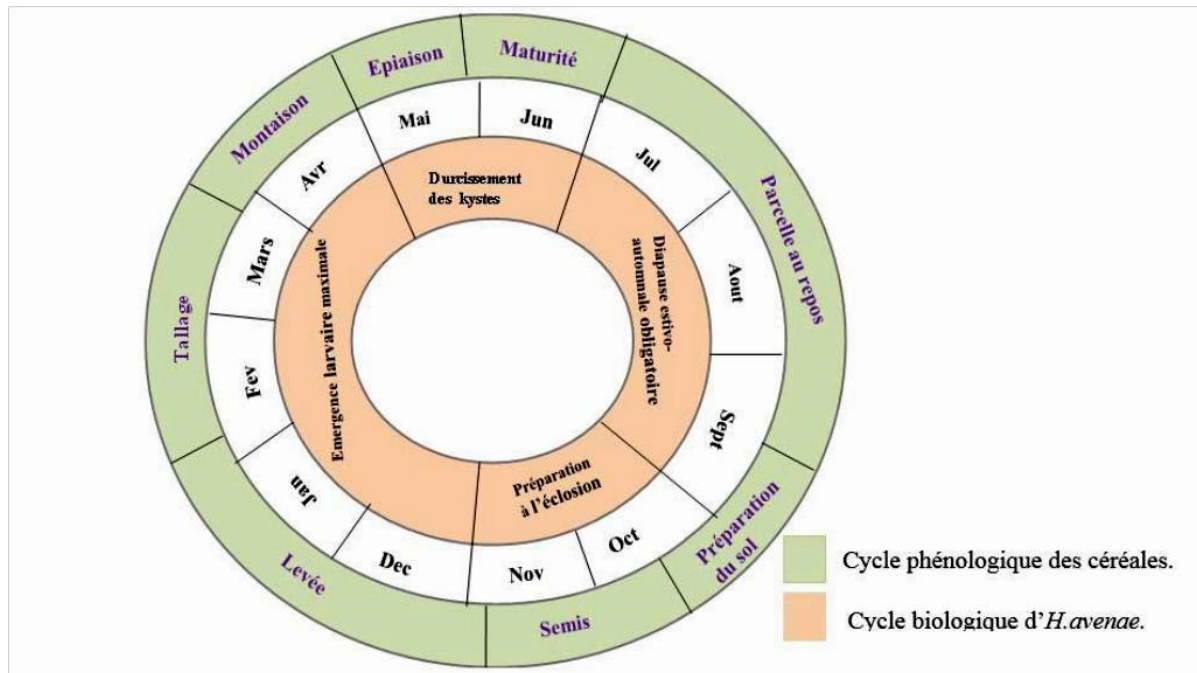 Epiaison
Maturité
Montaison
Parcelle au repos
Tallage
Préparation
du sol
Levée
Semis
Mai
Jun
Jul
Aout
Sept
Oct
Nov
Dec
Jan
Fev
Mars
Avr
Durcissement
des kystes
Diapause estivo-
automnale obligatoire
Préparation
à l'éclosion
Emergence larvaire maximale
Cycle phénologique des céréales.
Cycle biologique d'H.avenae.